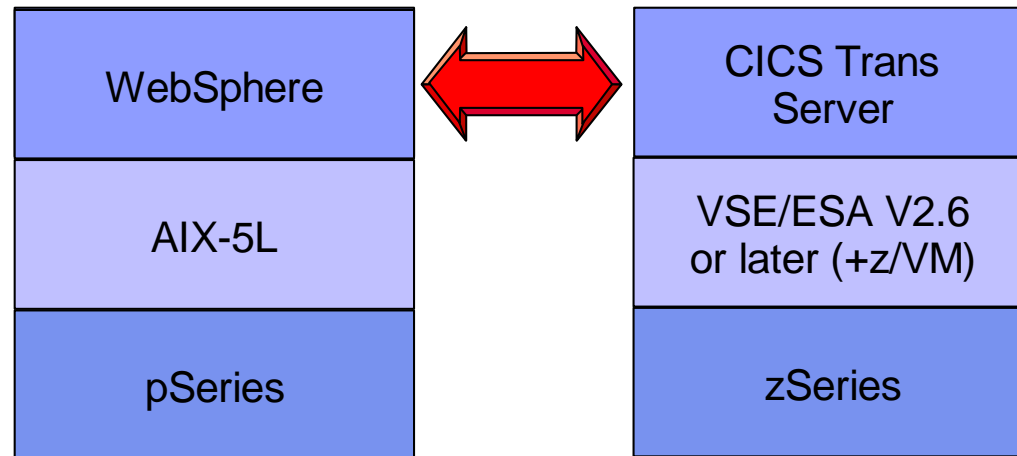 WebSphere
AIX-5L
pSeries
CICS Trans
Server
VSE/ESA V2.6
or later (+z/VM)
zSeries